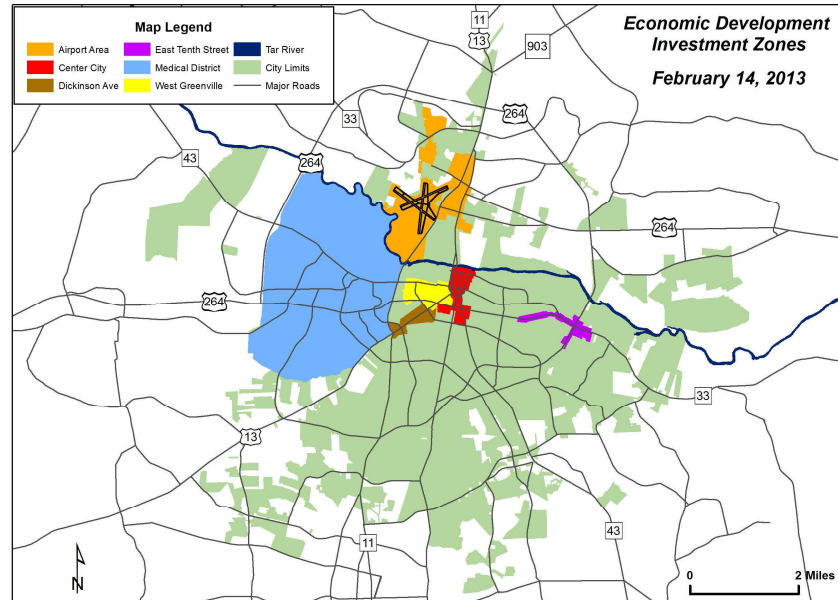 Map Legend
Airport Area
East Tenth Street
Tar River
Center City
Medical District
City Limits
Dickinson Ave
West Greenville
Major Roads
Economic Development
Investment Zones
February 14, 2013
11
13
903
33
264
43
264
264
264
33
13
43
11
N
0
2 Miles